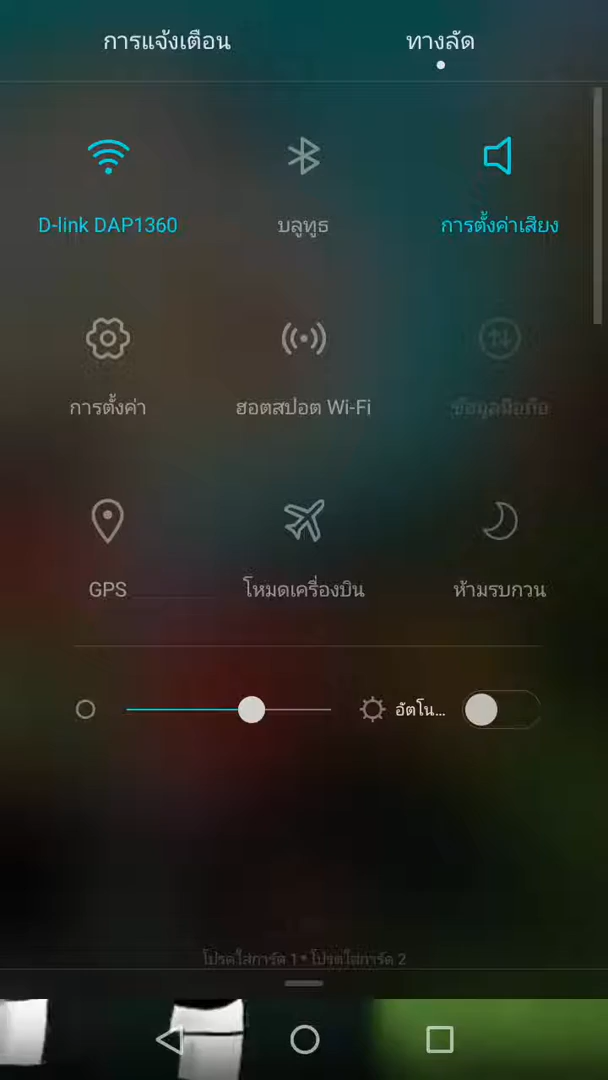 การแจ้งเตือน ทางลัด
D-link DAP1360 บลูทูธ การตั้งค่าเสียง
การตั้งค่า ฮอตสปอต Wi-Fi ข้อมูลมือถือ
GPS โหมดเครื่องบิน ห้ามรบกวน
อัตโน...
โปรดใส่การ์ด 1 • โปรดใส่การ์ด 2